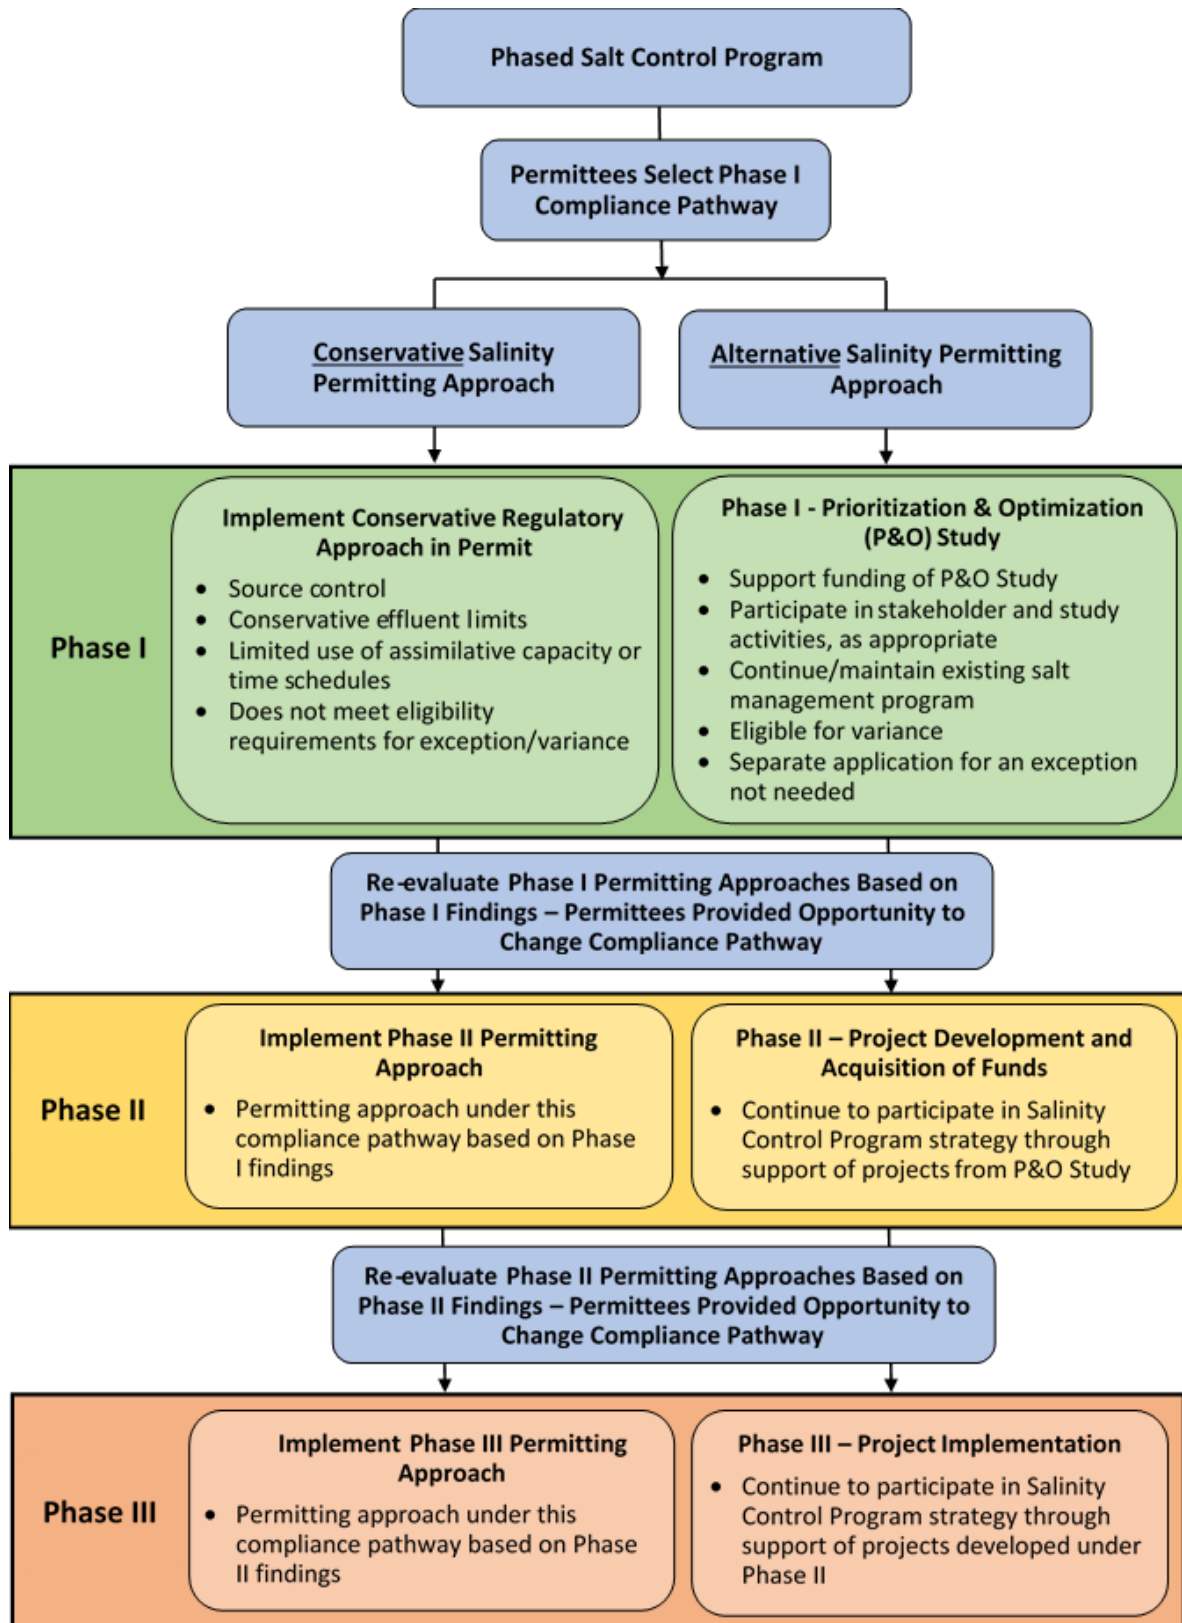 Phased Salt Control Program
Permittees Select Phase I
Compliance Pathway
Conservative Salinity
Permitting Approach
Alternative Salinity Permitting
Approach
Phase I
Implement Conservative Regulatory
Approach in Permit
• Source control
• Conservative effluent limits
• Limited use of assimilative capacity or
time schedules
• Does not meet eligibility
requirements for exception/variance
Phase I - Prioritization & Optimization
(P&O) Study
• Support funding of P&O Study
• Participate in stakeholder and study
activities, as appropriate
• Continue/maintain existing salt
management program
• Eligible for variance
• Separate application for an exception
not needed
Re-evaluate Phase I Permitting Approaches Based on
Phase I Findings – Permittees Provided Opportunity to
Change Compliance Pathway
Phase II
Implement Phase II Permitting
Approach
• Permitting approach under this
compliance pathway based on Phase
I findings
Phase II – Project Development and
Acquisition of Funds
• Continue to participate in Salinity
Control Program strategy through
support of projects from P&O Study
Re-evaluate Phase II Permitting Approaches Based on
Phase II Findings – Permittees Provided Opportunity to
Change Compliance Pathway
Phase III
Implement Phase III Permitting
Approach
• Permitting approach under this
compliance pathway based on Phase
II findings
Phase III – Project Implementation
• Continue to participate in Salinity
Control Program strategy through
support of projects developed under
Phase II